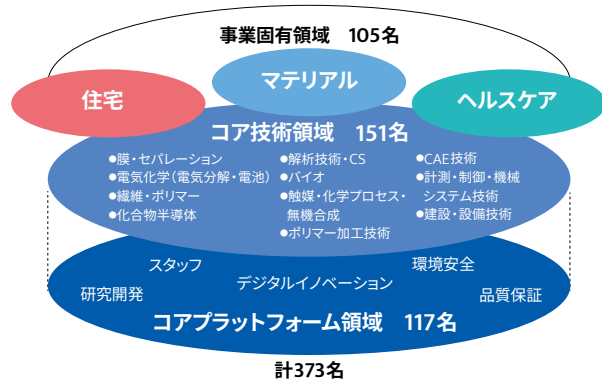 事業固有領域　105名
住宅
マテリアル
ヘルスケア
コア技術領域　151名
●膜・セパレーション
●電気化学（電気分解・電池）
●繊維・ポリマー
●化合物半導体
●解析技術・CS
●バイオ
●触媒・化学プロセス・
無機合成
●ポリマー加工技術
●CAE技術
●計測・制御・機械
システム技術
●建設・設備技術
スタッフ
環境安全
デジタルイノベーション
研究開発
品質保証
コアプラットフォーム領域　117名
計373名